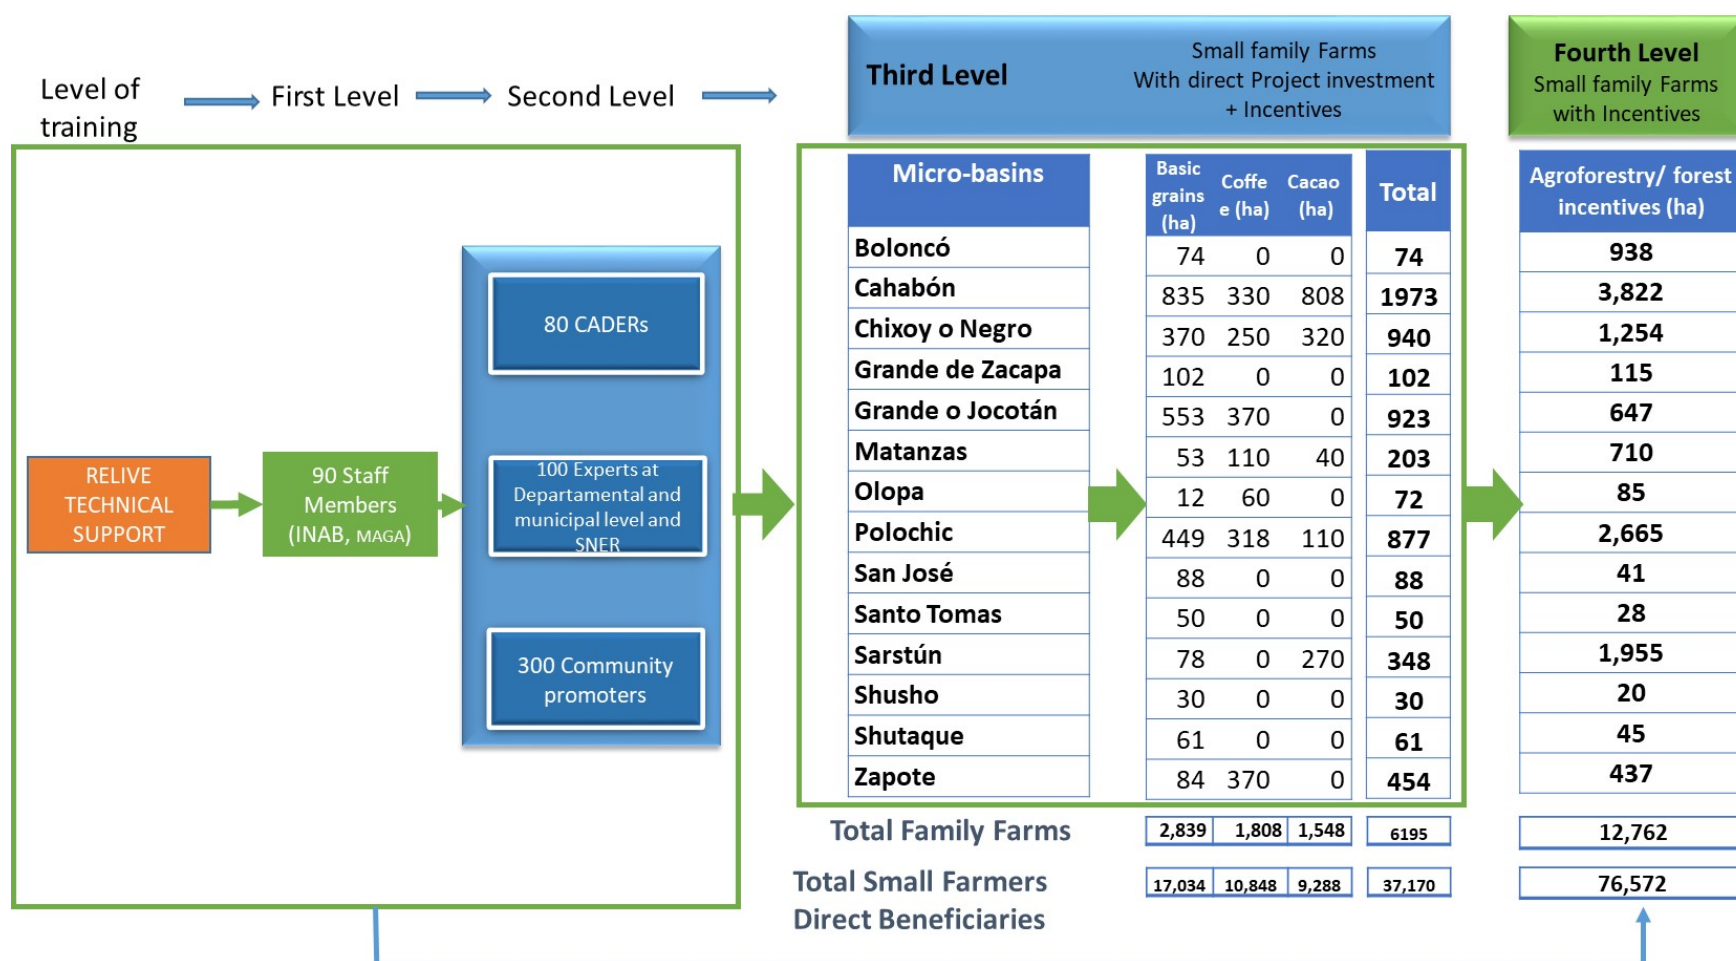 Level of
training
First Level
Second Level
Third Level
Small family Farms
With direct Project investment
+ Incentives
Fourth Level
Small family Farms
with Incentives
RELIVE
TECHNICAL
SUPPORT
90 Staff
Members
(INAB, MAGA)
80 CADERs
100 Experts at
Departamental and
municipal level and
SNER
300 Community
promoters
Micro-basins
Basic
grains
(ha)
Coffe
e (ha)
Cacao
(ha)
Total
Agroforestry/ forest
incentives (ha)
Boloncó 74 0 0 74 938
Cahabón 835 330 808 1973 3,822
Chixoy o Negro 370 250 320 940 1,254
Grande de Zacapa 102 0 0 102 115
Grande o Jocotán 553 370 0 923 647
Matanzas 53 110 40 203 710
Olopa 12 60 0 72 85
Polochic 449 318 110 877 2,665
San José 88 0 0 88 41
Santo Tomas 50 0 0 50 28
Sarstún 78 0 270 348 1,955
Shusho 30 0 0 30 20
Shutaque 61 0 0 61 45
Zapote 84 370 0 454 437
Total Family Farms 2,839 1,808 1,548 6195 12,762
Total Small Farmers 17,034 10,848 9,288 37,170 76,572
Direct Beneficiaries